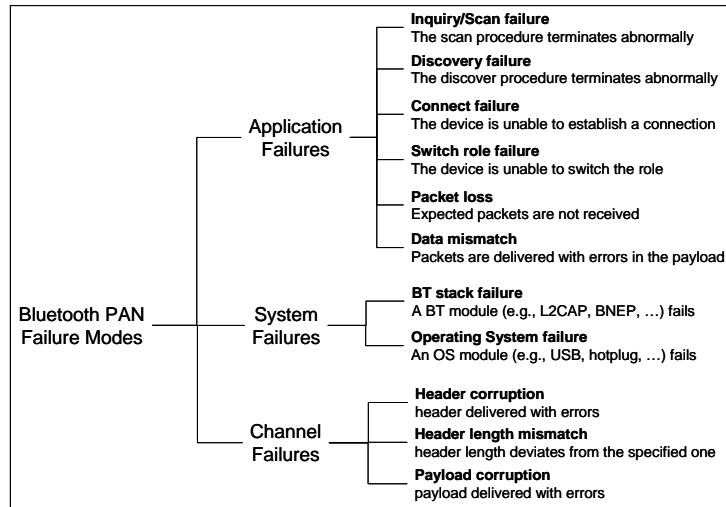 Bluetooth PAN
Failure Modes
Application
Failures
Inquiry/Scan failure
The scan procedure terminates abnormally
Discovery failure
The discover procedure terminates abnormally
Connect failure
The device is unable to establish a connection
Switch role failure
The device is unable to switch the role
Packet loss
Expected packets are not received
Data mismatch
Packets are delivered with errors in the payload
System
Failures
BT stack failure
A BT module (e.g., L2CAP, BNEP, …) fails
Operating System failure
An OS module (e.g., USB, hotplug, …) fails
Channel
Failures
Header corruption
header delivered with errors
Header length mismatch
header length deviates from the specified one
Payload corruption
payload delivered with errors